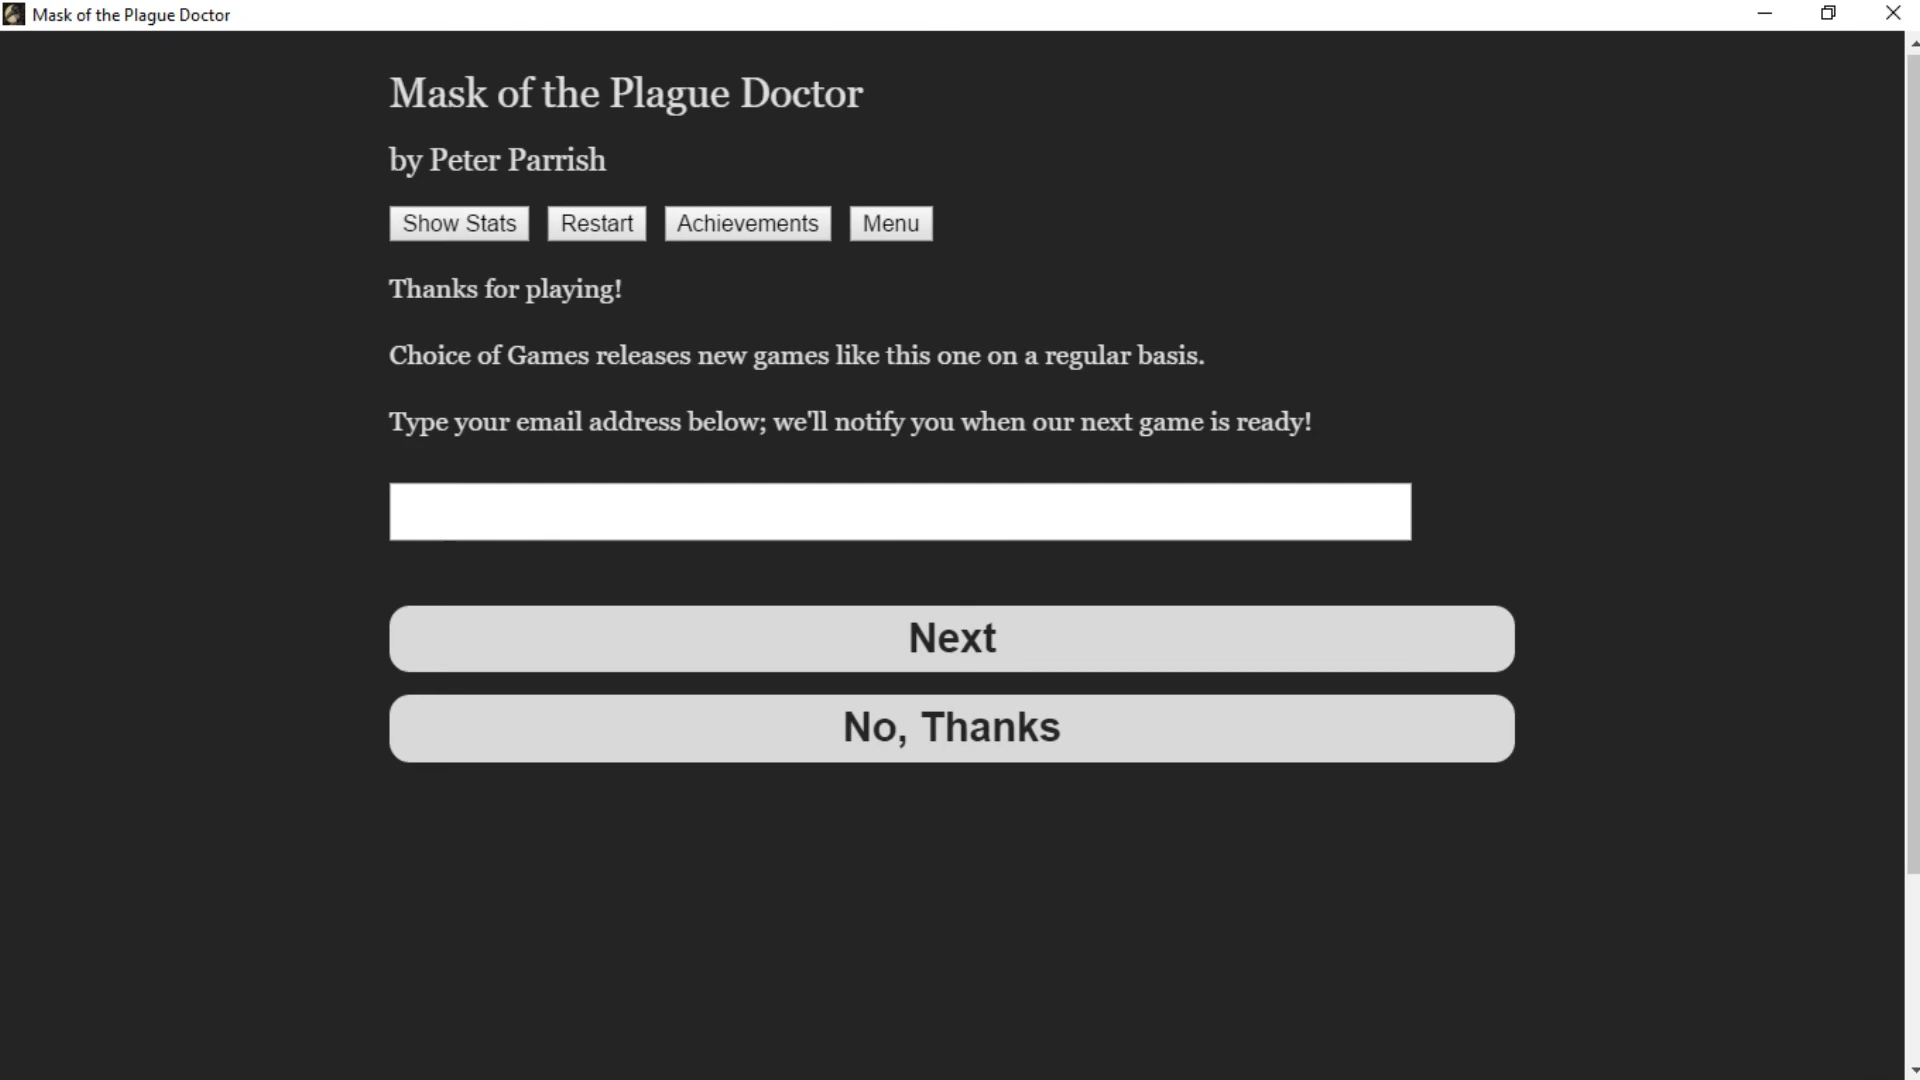 Mask of the Plague Doctor
Mask of the Plague Doctor
by Peter Parrish
Show Stats Restart Achievements Menu
Thanks for playing!
Choice of Games releases new games like this one on a regular basis.
Type your email address below; we'll notify you when our next game is ready!
Next
No, Thanks